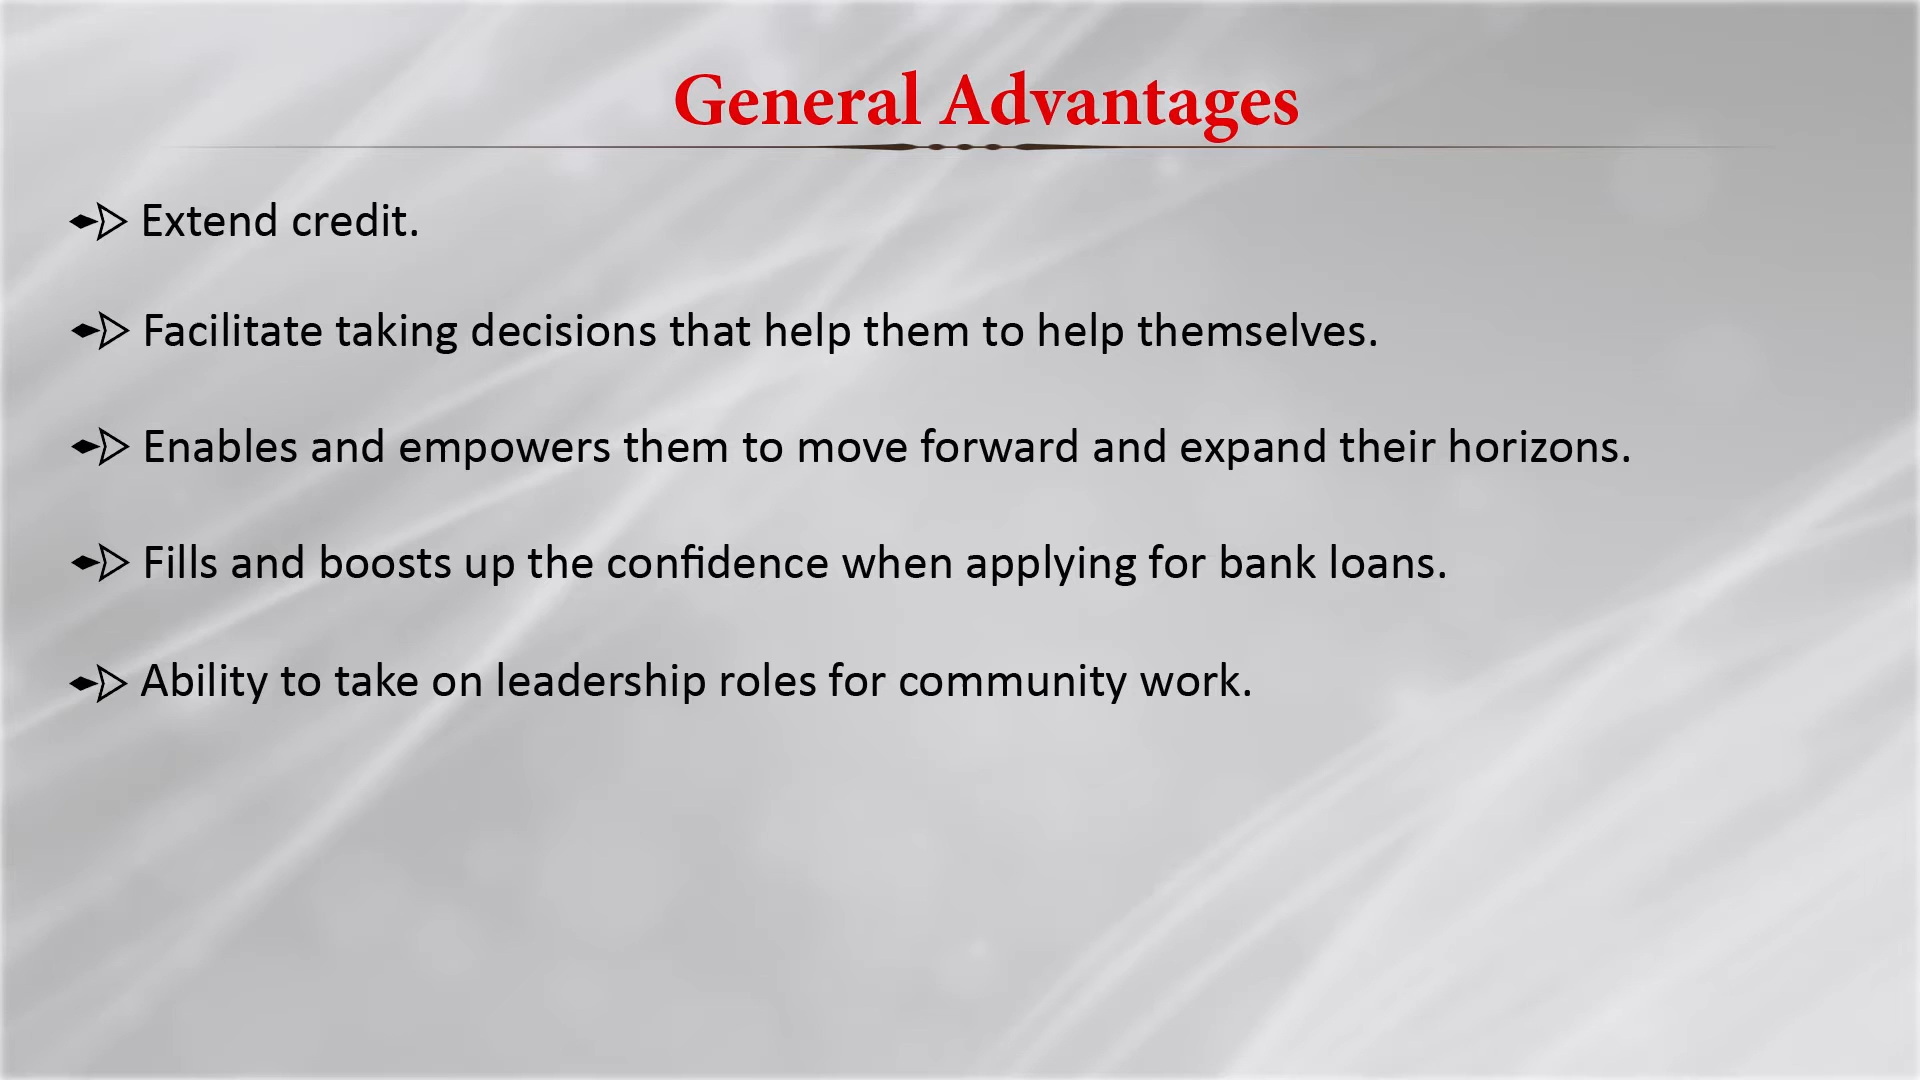 General Advantages
Extend credit.
Facilitate taking decisions that help them to help themselves.
Enables and empowers them to move forward and expand their horizons.
Fills and boosts up the confidence when applying for bank loans.
Ability to take on leadership roles for community work.